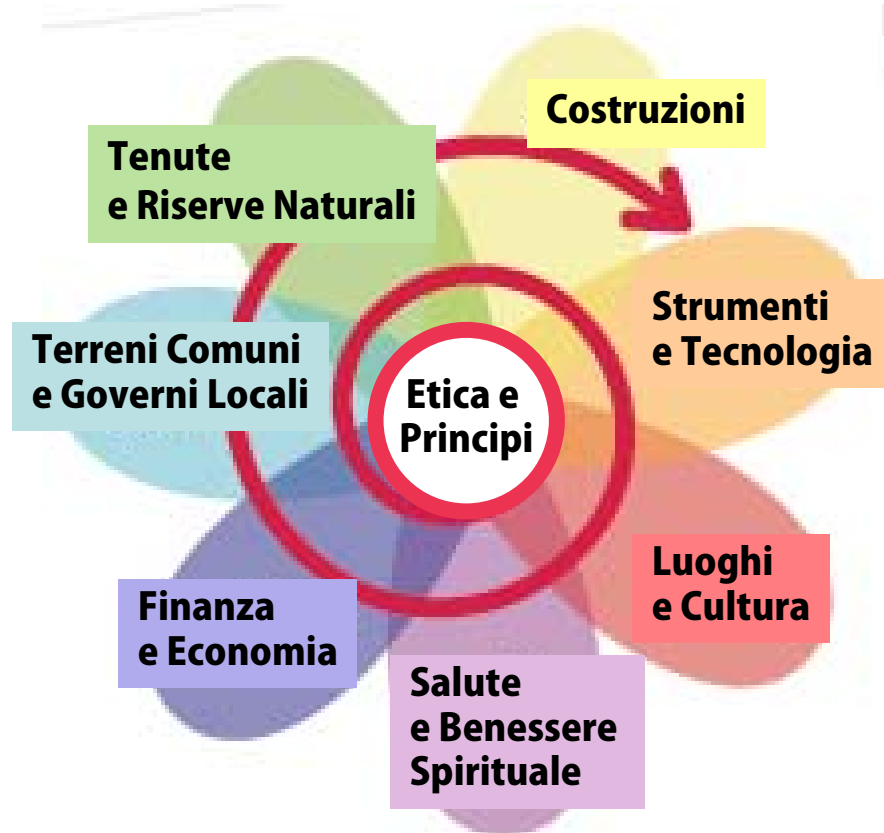 Costruzioni
Tenute
e Riserve Naturali
Strumenti
e Tecnologia
Terreni Comuni
e Governi Locali
Etica e
Principi
Luoghi
e Cultura
Finanza
e Economia
Salute
e Benessere
Spirituale